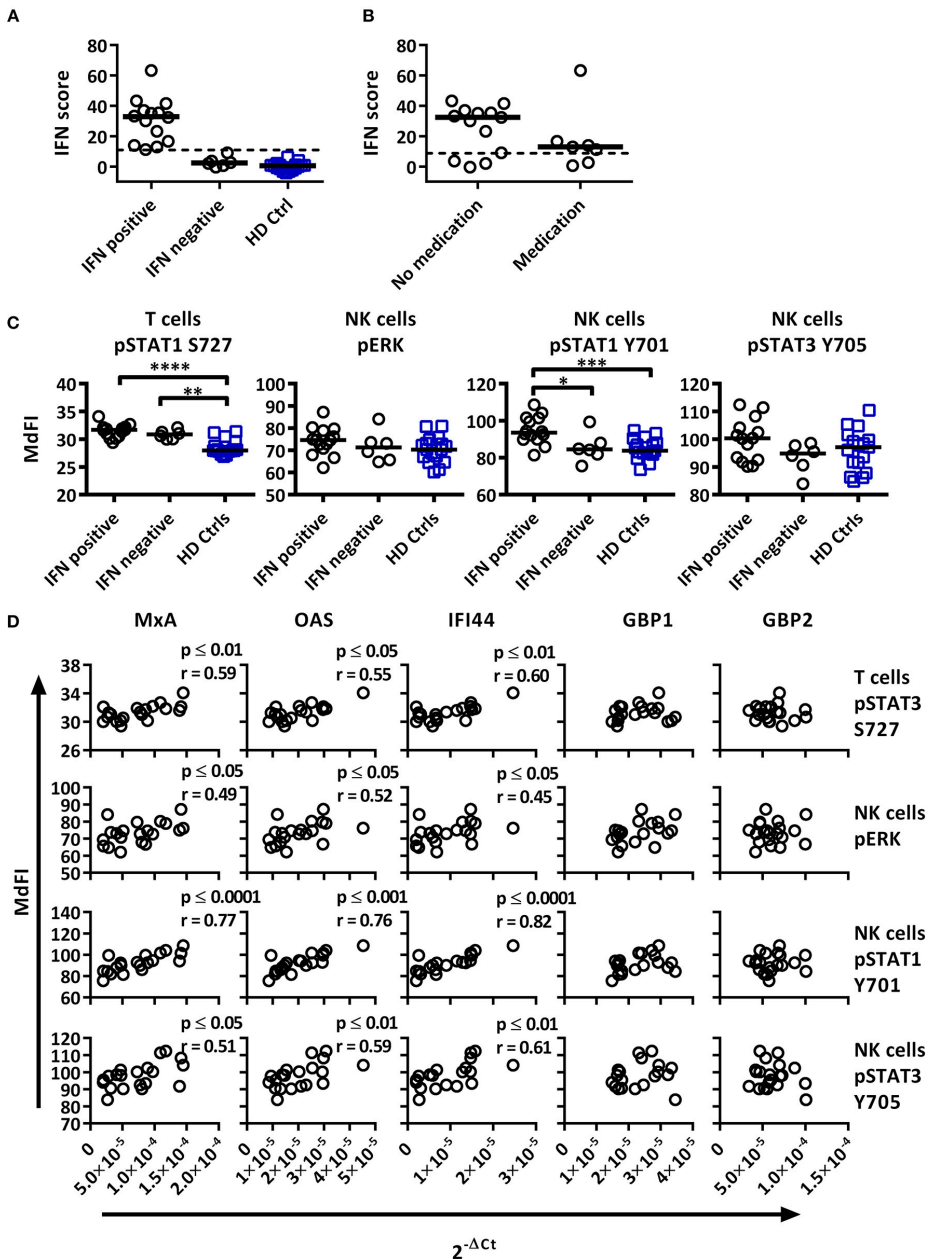 A
IFN score
80
60
40
20
0
IFN positive
IFN negative
HD Ctrl
B
IFN score
80
60
40
20
0
No medication
Medication
C
T cells
pSTAT1 S727
MdFI
40
35
30
25
20
****
**
IFN positive
IFN negative
HD Ctrls
NK cells
pERK
100
90
80
70
60
50
IFN positive
IFN negative
HD Ctrls
NK cells
pSTAT1 Y701
120
100
80
60
***
*
IFN positive
IFN negative
HD Ctrls
NK cells
pSTAT3 Y705
120
110
100
90
80
IFN positive
IFN negative
HD Ctrls
D
MxA
OAS
IFI44
GBP1
GBP2
MdFI
38
34
30
26
p ≤ 0.01
r = 0.59
p ≤ 0.05
r = 0.55
p ≤ 0.01
r = 0.60
T cells
pSTAT3
S727
100
90
80
70
60
50
p ≤ 0.05
r = 0.49
p ≤ 0.05
r = 0.52
p ≤ 0.05
r = 0.45
NK cells
pERK
140
120
100
80
60
p ≤ 0.0001
r = 0.77
p ≤ 0.001
r = 0.76
p ≤ 0.0001
r = 0.82
NK cells
pSTAT1
Y701
120
110
100
90
80
70
p ≤ 0.05
r = 0.51
p ≤ 0.01
r = 0.59
p ≤ 0.01
r = 0.61
NK cells
pSTAT3
Y705
0
5.0×10⁻⁵
1.0×10⁻⁴
1.5×10⁻⁴
2.0×10⁻⁴
0
1×10⁻⁵
2×10⁻⁵
3×10⁻⁵
4×10⁻⁵
5×10⁻⁵
0
1×10⁻⁵
2×10⁻⁵
3×10⁻⁵
0
1×10⁻⁵
2×10⁻⁵
3×10⁻⁵
4×10⁻⁵
5×10⁻⁵
0
5.0×10⁻⁵
1.0×10⁻⁴
1.5×10⁻⁴
2^-ΔCt